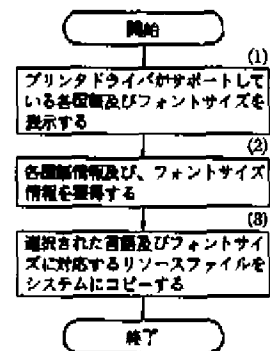 開始
(1)
プリンタドライバがサポートして
いる各国語及びフォントサイズを
表示する
(2)
各国語情報及び、フォントサイズ
情報を獲得する
(3)
選択された言語及びフォントサイ
ズに対応するリソースファイルを
システムにコピーする
終了